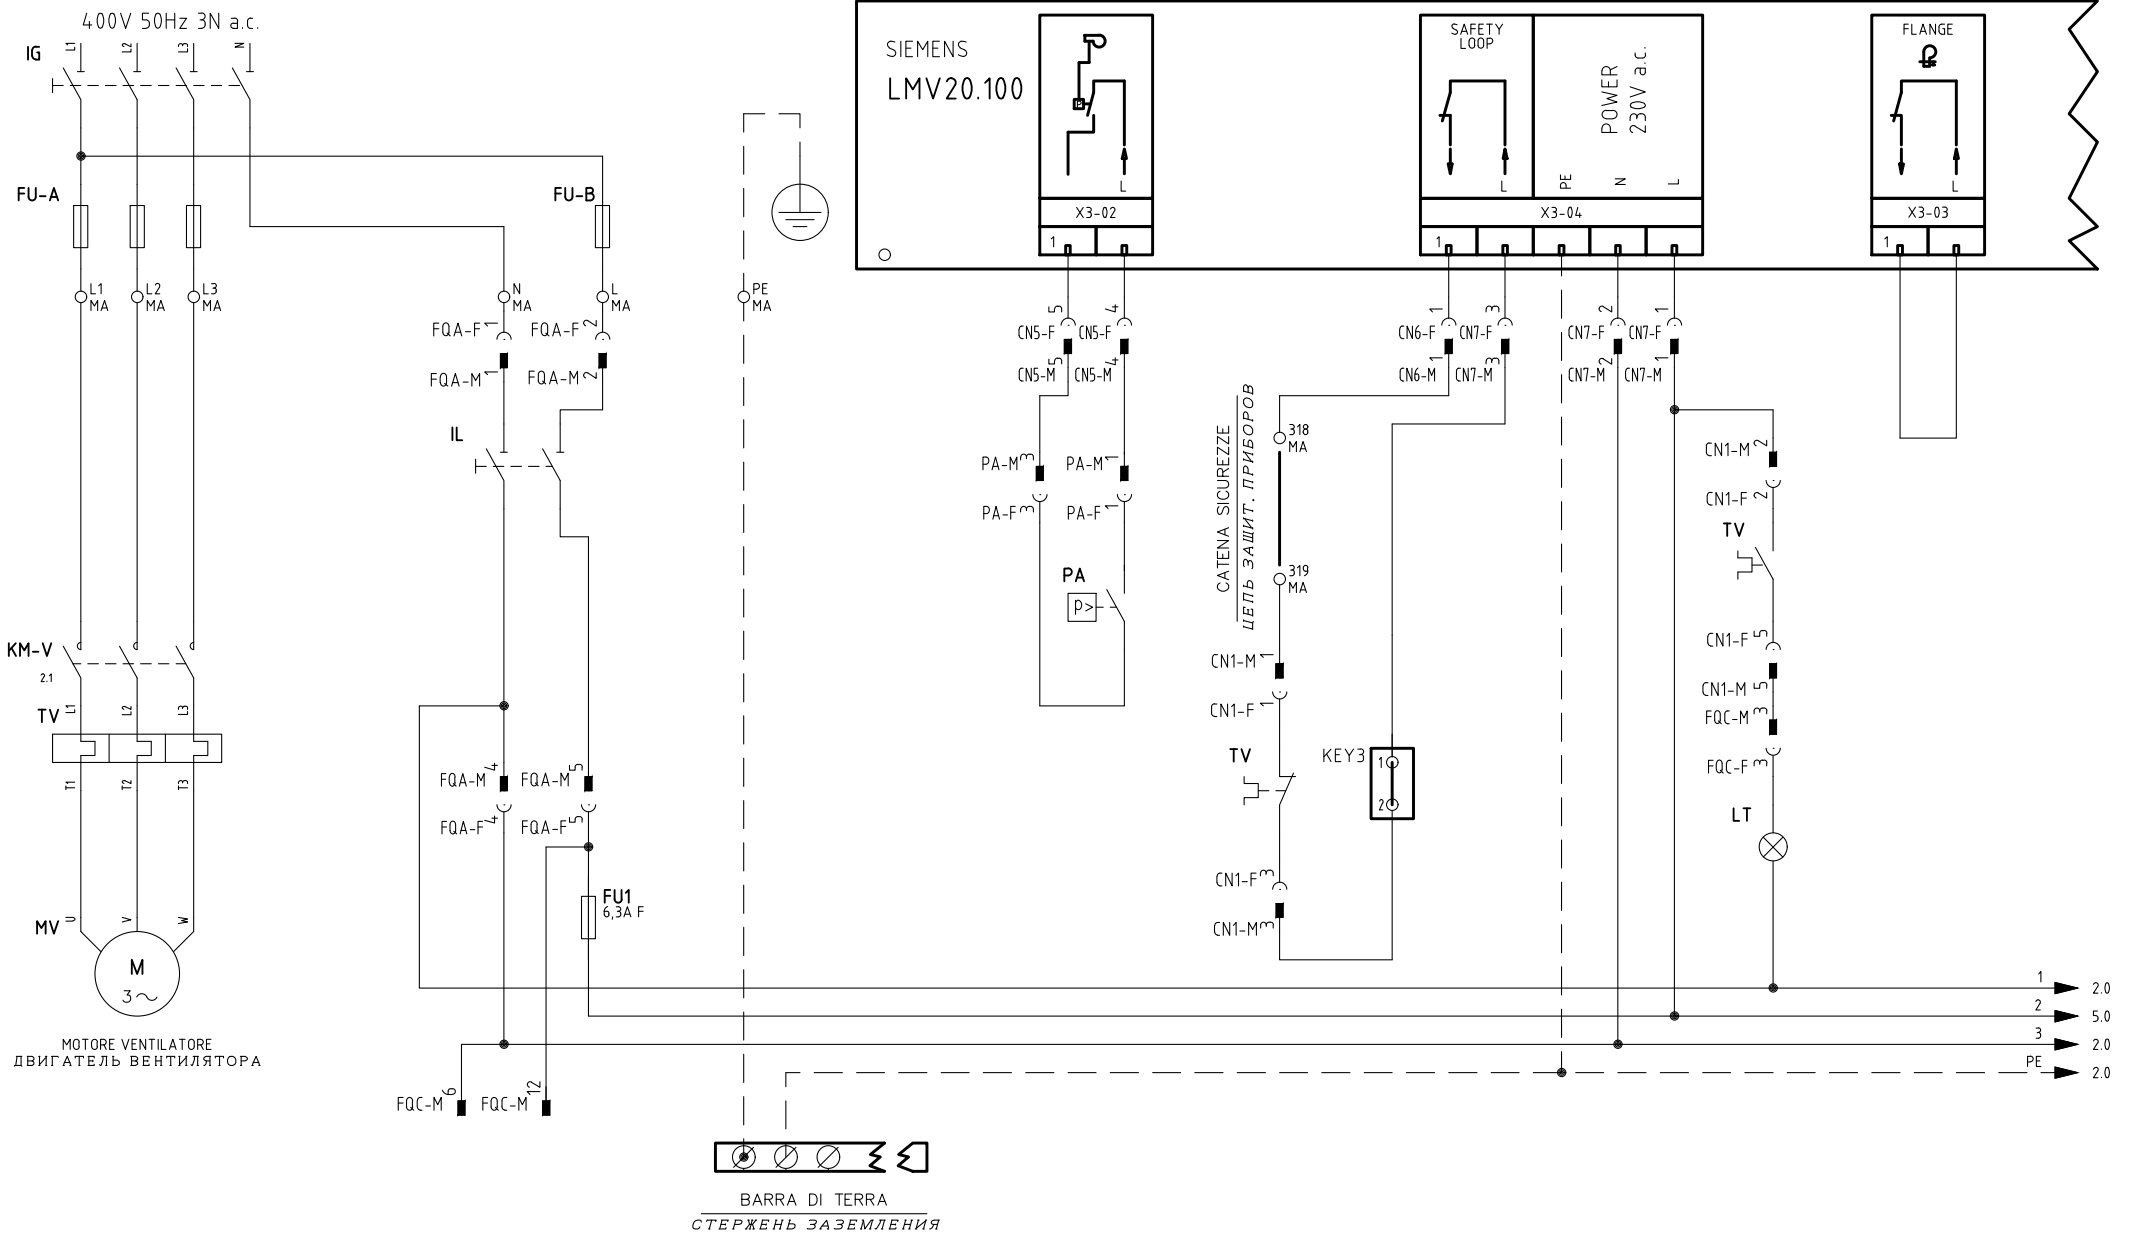 400V 50Hz 3N a.c.
IG
L1
L2
L3
N
FU-A
FU-B
L1
MA
L2
MA
L3
MA
N
MA
L
MA
PE
MA
FQA-F 1
FQA-F 2
FQA-M 1
FQA-M 2
IL
KM-V
2.1
TV
L1
L2
L3
T1
T2
T3
FQA-M 4
FQA-M 5
FQA-F 4
FQA-F 5
FU1
6,3A F
MV
U
V
W
M
3~
MOTORE VENTILATORE
ДВИГАТЕЛЬ ВЕНТИЛЯТОРА
FQC-M 6
FQC-M 12
BARRA DI TERRA
СТЕРЖЕНЬ ЗАЗЕМЛЕНИЯ
SIEMENS
LMV20.100
P
L
X3-02
1
SAFETY
LOOP
L
POWER
230V a.c.
PE
N
L
X3-04
1
FLANGE
L
X3-03
1
CN5-F 5
CN5-F 4
CN5-M 5
CN5-M 4
PA-M 3
PA-M 1
PA-F 3
PA-F 1
PA
p>
CN6-F 1
CN7-F 3
CN7-F 2
CN7-F 1
CN6-M 1
CN7-M 3
CN7-M 2
CN7-M 1
CATENA SICUREZZE
ЦЕПЬ ЗАЩИТ. ПРИБОРОВ
318
MA
319
MA
CN1-M 1
CN1-F 1
TV
CN1-F 3
CN1-M 3
KEY3
1
2
CN1-M 2
CN1-F 2
TV
CN1-F 5
CN1-M 5
FQC-M 3
FQC-F 3
LT
1
2.0
2
5.0
3
2.0
PE
2.0